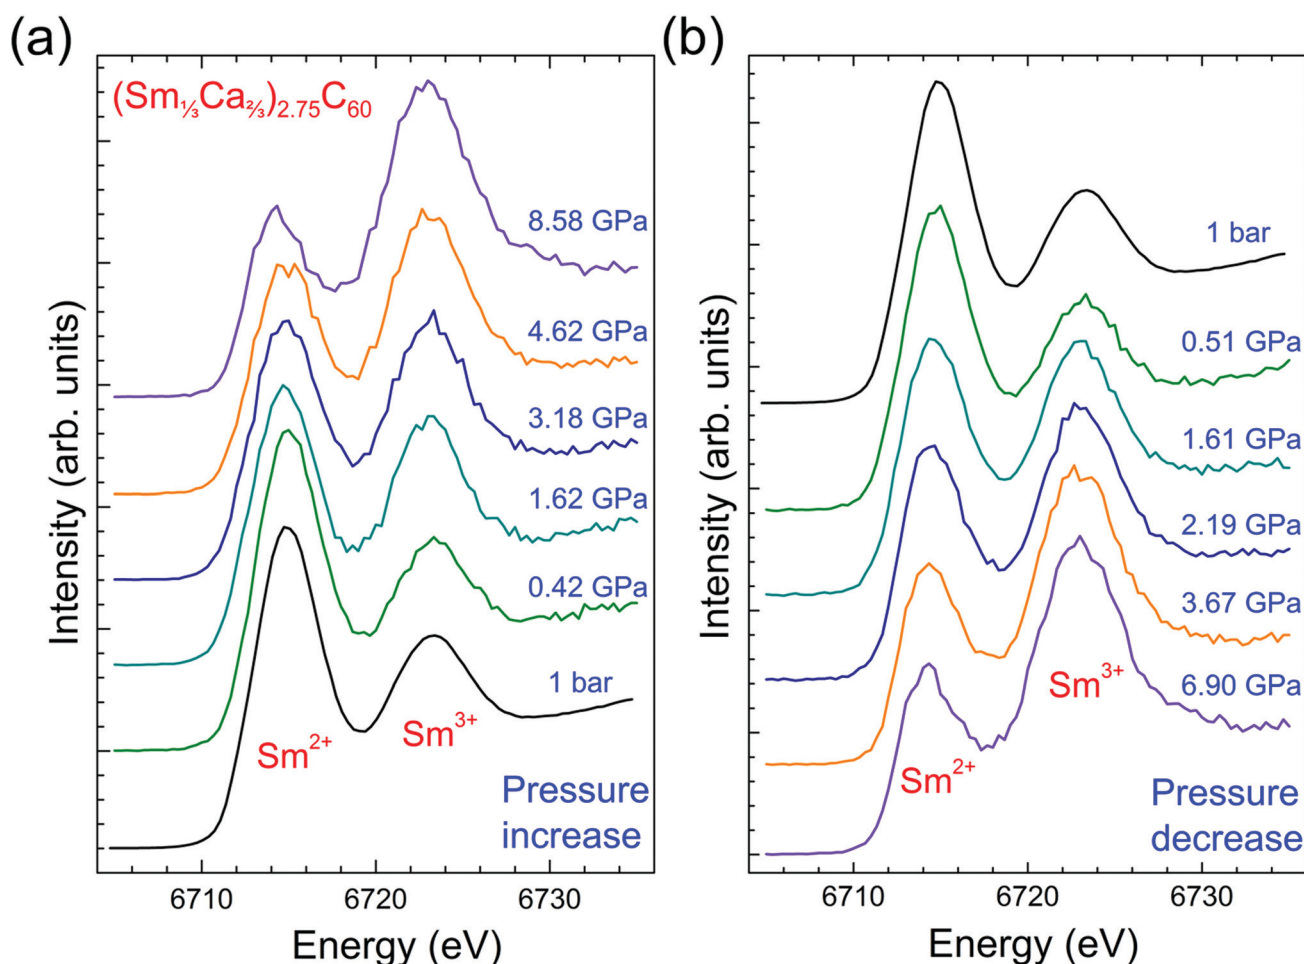 (a)
(Sm⅓Ca⅔)2.75C60
8.58 GPa
4.62 GPa
3.18 GPa
1.62 GPa
0.42 GPa
1 bar
Sm2+
Sm3+
Pressure
increase
Intensity (arb. units)
6710
6720
6730
Energy (eV)
(b)
1 bar
0.51 GPa
1.61 GPa
2.19 GPa
3.67 GPa
6.90 GPa
Sm3+
Sm2+
Pressure
decrease
Intensity (arb. units)
6710
6720
6730
Energy (eV)